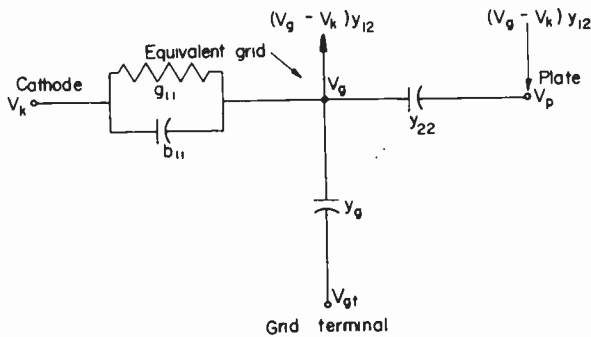 (Vg - Vk) y12
(Vg - Vk) y12
Equivalent grid
Cathode
g11
Vg
Plate
Vk
Vp
b11
y22
yg
Vgt
Grid terminal